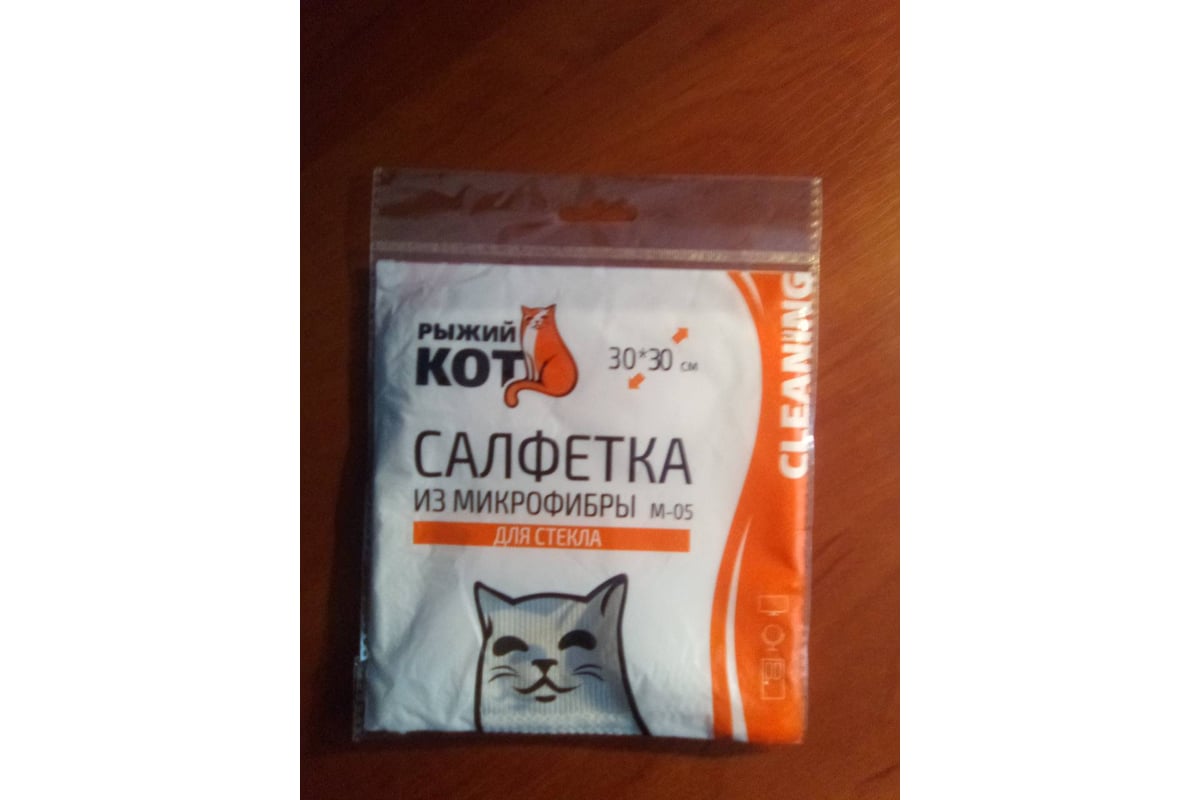 РЫЖИЙ
КОТ
30*30 см
САЛФЕТКА
ИЗ МИКРОФИБРЫ М-05
ДЛЯ СТЕКЛА
CLEANING